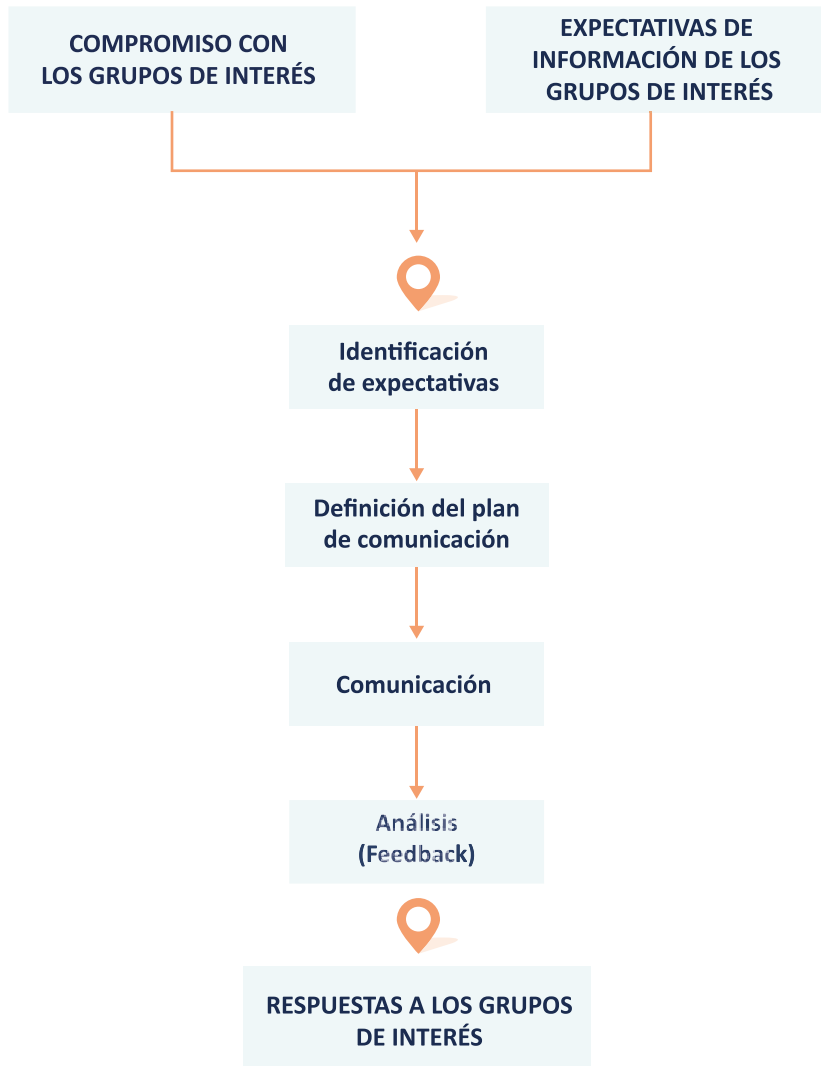 COMPROMISO CON
LOS GRUPOS DE INTERÉS
EXPECTATIVAS DE
INFORMACIÓN DE LOS
GRUPOS DE INTERÉS
Identificación
de expectativas
Definición del plan
de comunicación
Comunicación
Análisis
(Feedback)
RESPUESTAS A LOS GRUPOS
DE INTERÉS